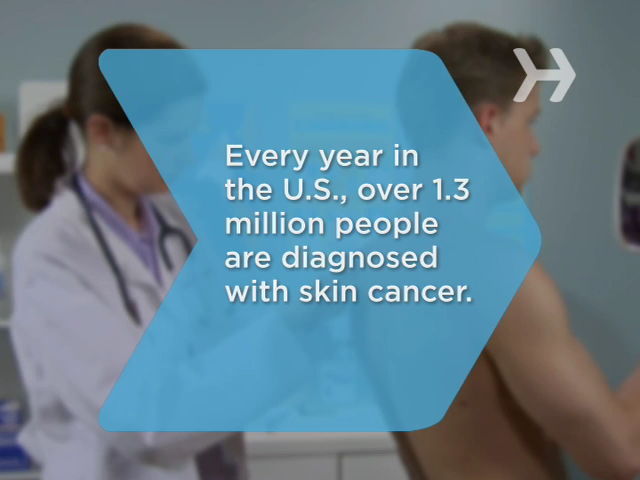 Every year in
the U.S., over 1.3
million people
are diagnosed
with skin cancer.